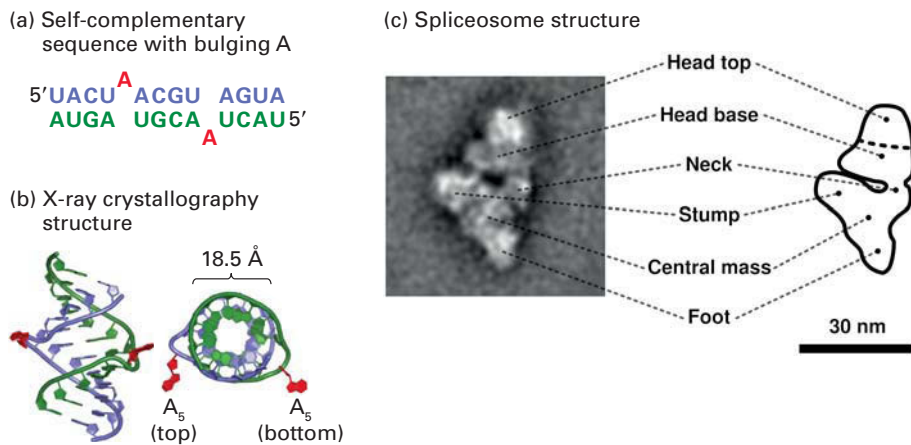 (a) Self-complementary
sequence with bulging A
A
5′UACU ACGU AGUA
AUGA UGCA UCAU5′
A
(b) X-ray crystallography
structure
18.5 Å
A5
(top)
A5
(bottom)
(c) Spliceosome structure
Head top
Head base
Neck
Stump
Central mass
Foot
30 nm